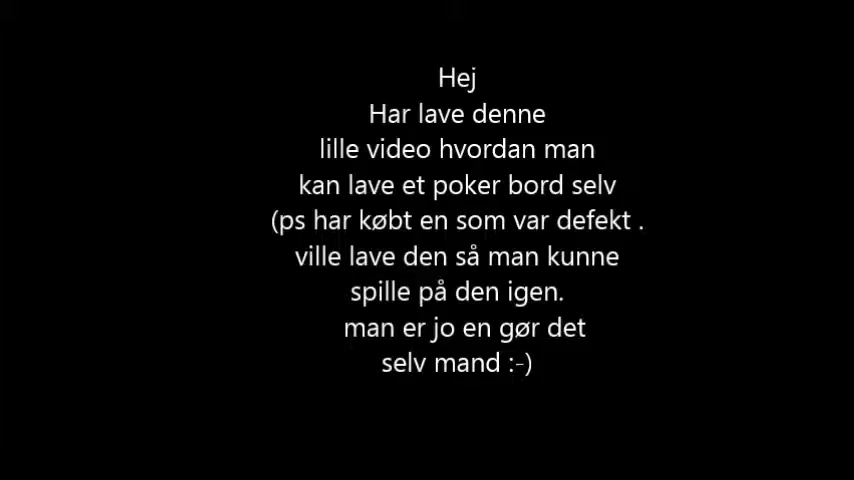 Hej
Har lave denne
lille video hvordan man
kan lave et poker bord selv
(ps har købt en som var defekt .
ville lave den så man kunne
spille på den igen.
man er jo en gør det
selv mand :-)